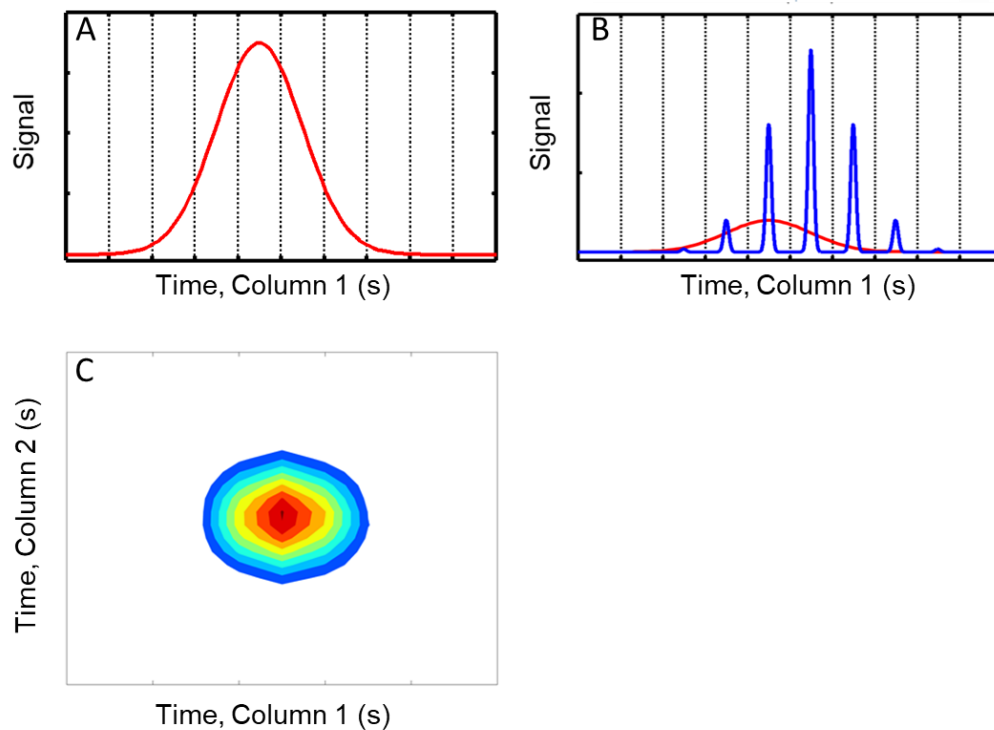 A
Signal
Time, Column 1 (s)
B
Signal
Time, Column 1 (s)
C
Time, Column 2 (s)
Time, Column 1 (s)